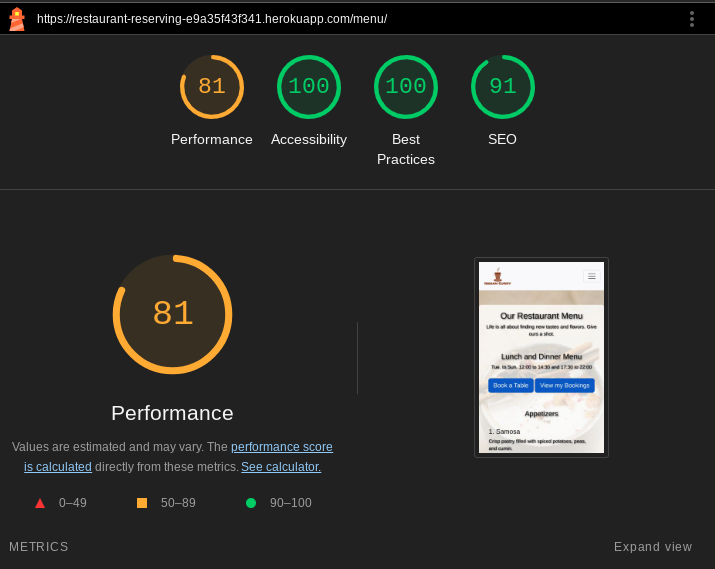 https://restaurant-reserving-e9a35f43f341.herokuapp.com/menu/
81
100
100
91
Performance
Accessibility
Best
Practices
SEO
81
Performance
Values are estimated and may vary. The performance score
is calculated directly from these metrics. See calculator.
0–49
50–89
90–100
INDIAN CURRY
Our Restaurant Menu
Life is all about finding new tastes and flavors. Give
ours a shot.
Lunch and Dinner Menu
Tue. to Sun. 12:00 to 14:30 and 17:30 to 22:00
Book a Table
View my Bookings
Appetizers
1. Samosa
Crisp pastry filled with spiced potatoes, peas,
and cumin.
METRICS
Expand view